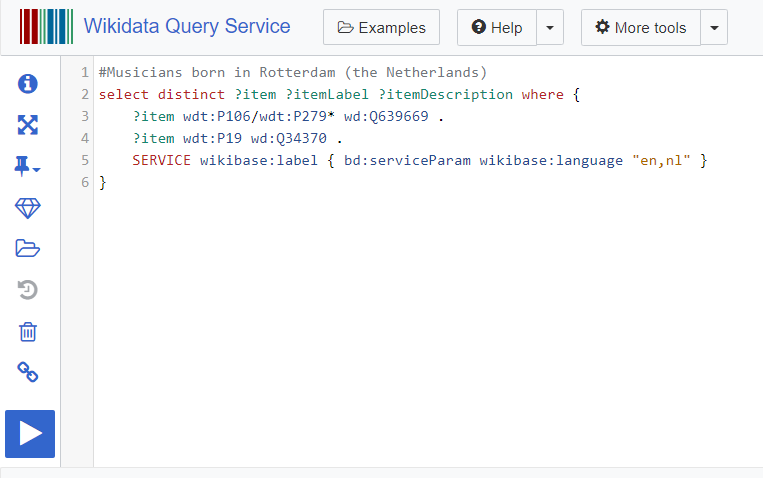 Wikidata Query Service Examples Help More tools
1 #Musicians born in Rotterdam (the Netherlands)
2 select distinct ?item ?itemLabel ?itemDescription where {
3 ?item wdt:P106/wdt:P279* wd:Q639669 .
4 ?item wdt:P19 wd:Q34370 .
5 SERVICE wikibase:label { bd:serviceParam wikibase:language "en,nl" }
6 }